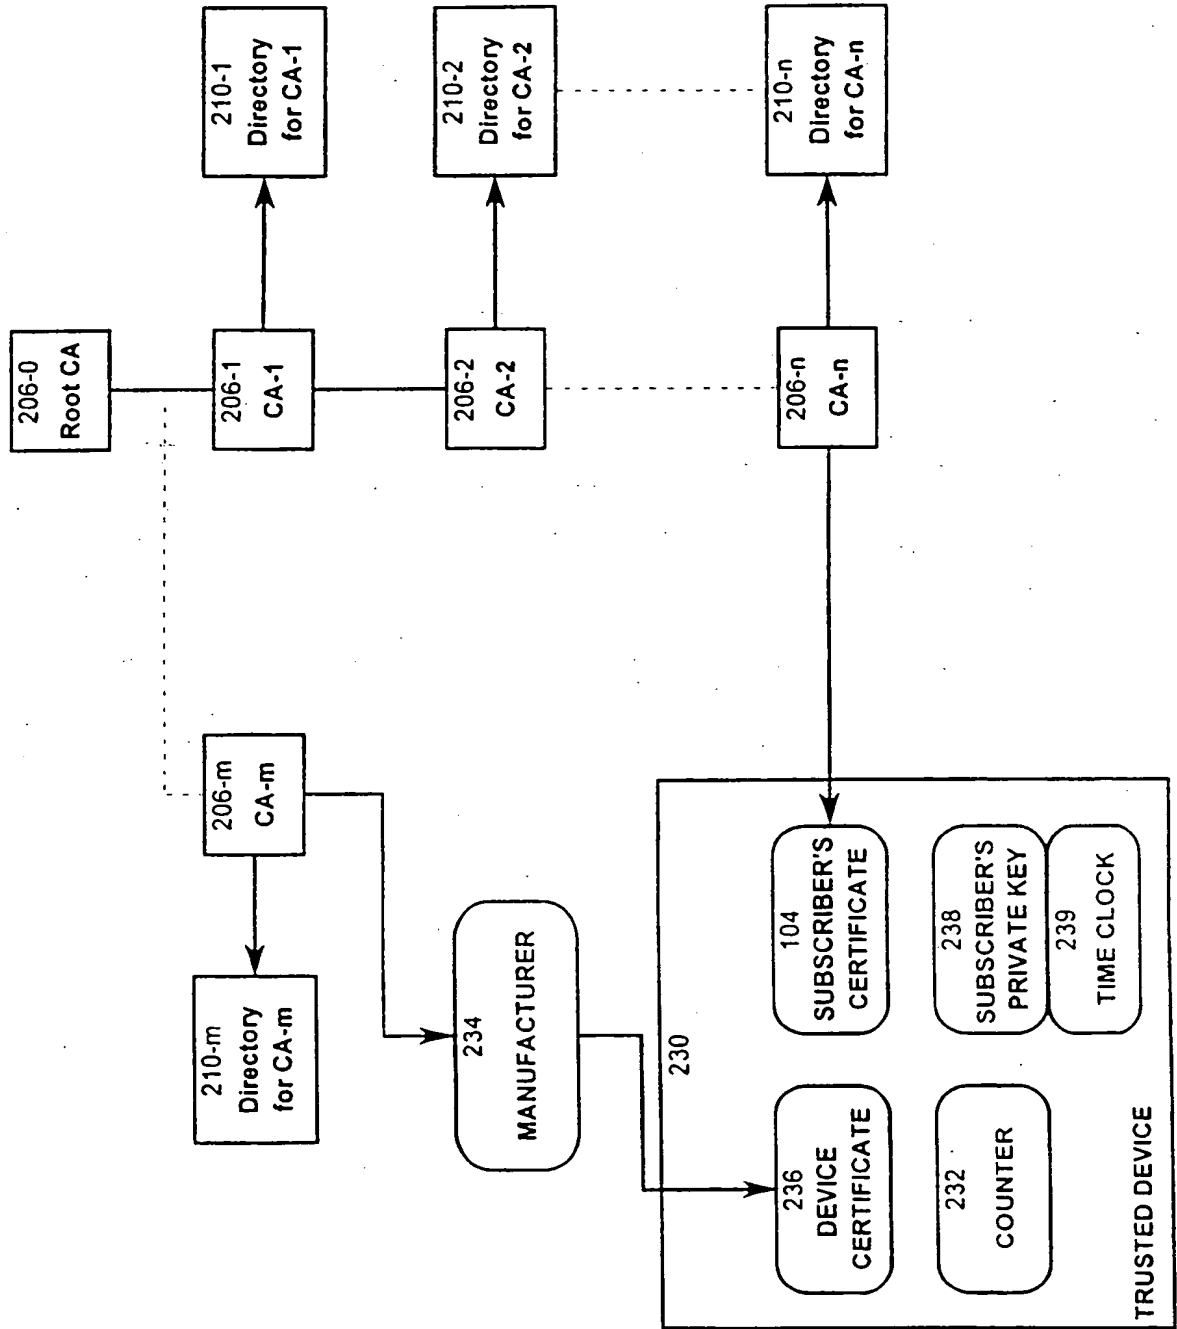 206-0
Root CA
206-1
CA-1
210-1
Directory
for CA-1
206-2
CA-2
210-2
Directory
for CA-2
206-n
CA-n
210-n
Directory
for CA-n
206-m
CA-m
210-m
Directory
for CA-m
234
MANUFACTURER
230
236
DEVICE
CERTIFICATE
104
SUBSCRIBER'S
CERTIFICATE
232
COUNTER
238
SUBSCRIBER'S
PRIVATE KEY
239
TIME CLOCK
TRUSTED DEVICE